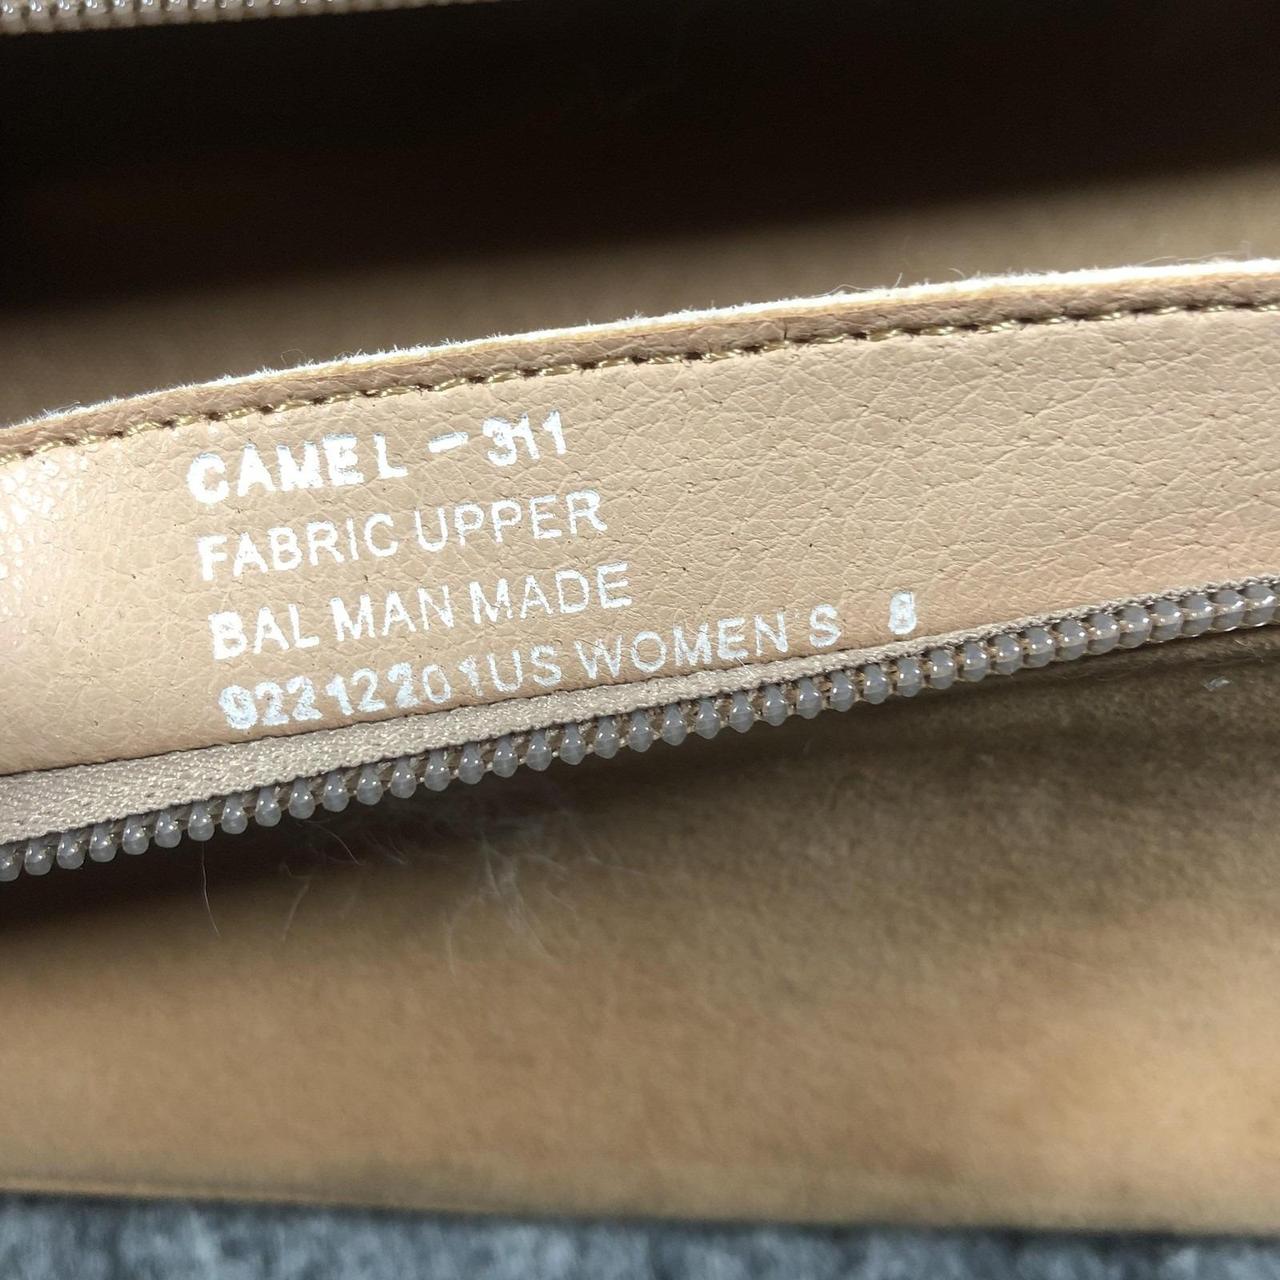 CAMEL - 311
FABRIC UPPER
BAL MAN MADE
92212201US WOMEN'S 8